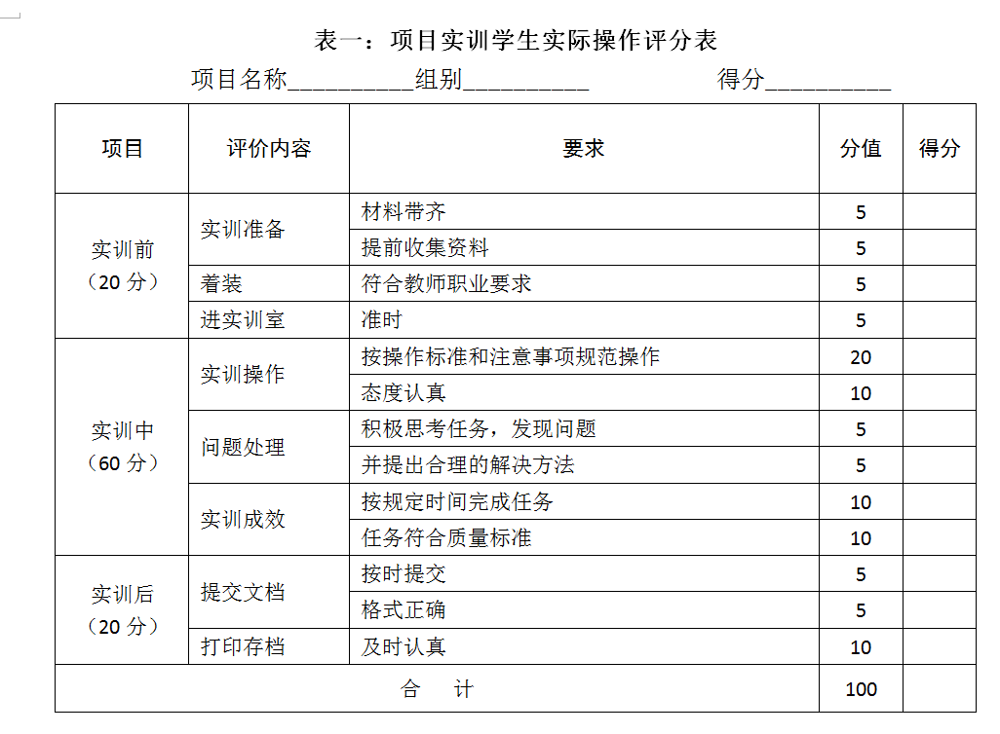 表一：项目实训学生实际操作评分表
项目名称__________组别__________ 得分__________
项目 评价内容 要求 分值 得分
实训前
（20 分）
实训准备
材料带齐 5
提前收集资料 5
着装 符合教师职业要求 5
进实训室 准时 5
实训中
（60 分）
实训操作
按操作标准和注意事项规范操作 20
态度认真 10
问题处理
积极思考任务，发现问题 5
并提出合理的解决方法 5
实训成效
按规定时间完成任务 10
任务符合质量标准 10
实训后
（20 分）
提交文档
按时提交 5
格式正确 5
打印存档 及时认真 10
合 计 100